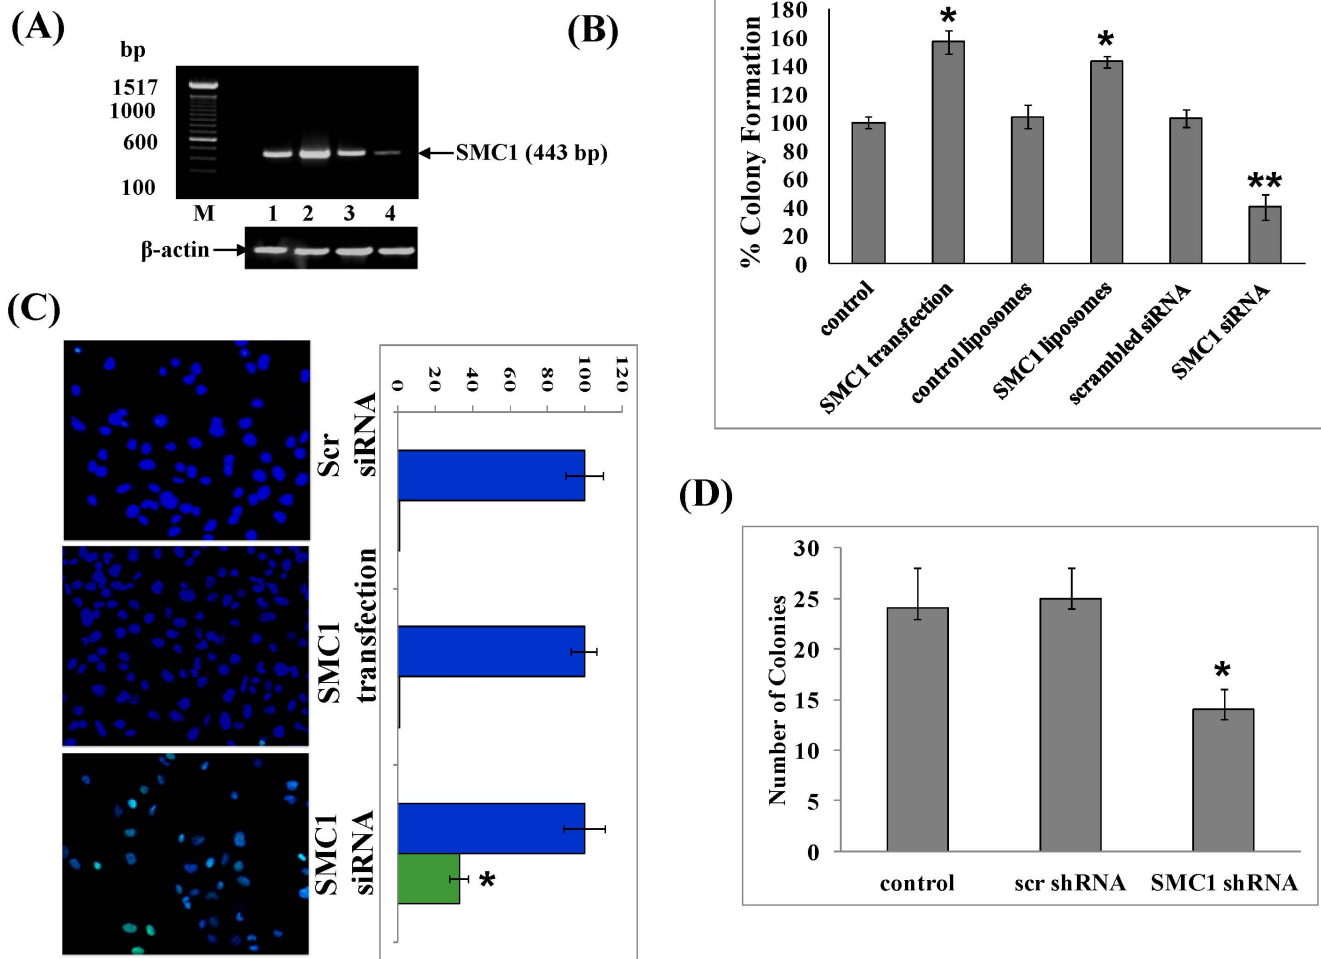 (A)
bp
1517
1000
600
100
SMC1 (443 bp)
M 1 2 3 4
β-actin
(B)
% Colony Formation
180
160
140
120
100
80
60
40
20
0
*
*
**
control
SMC1 transfection
control liposomes
SMC1 liposomes
scrambled siRNA
SMC1 siRNA
(C)
0 20 40 60 80 100 120
Scr
siRNA
SMC1
transfection
SMC1
siRNA
*
(D)
Number of Colonies
30
25
20
15
10
5
0
*
control scr shRNA SMC1 shRNA